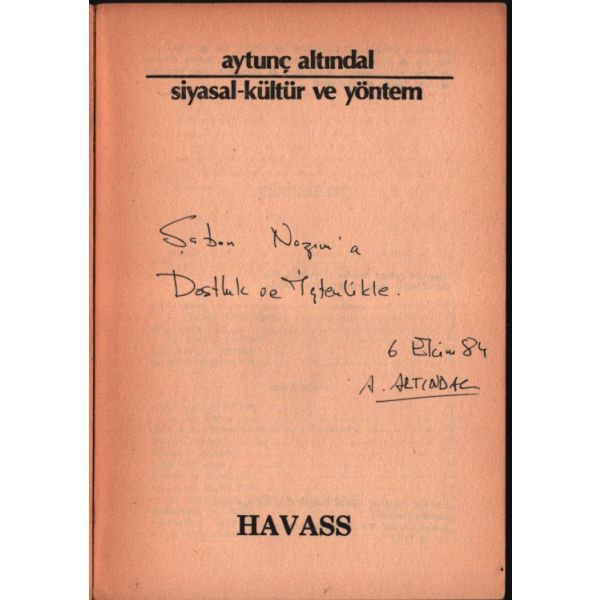 aytunç altındal
siyasal-kültür ve yöntem
Şaban Nazım'a
Dostluk ve İçtenlikle.
6 Ekim 84
A. ALTINDAL
HAVASS